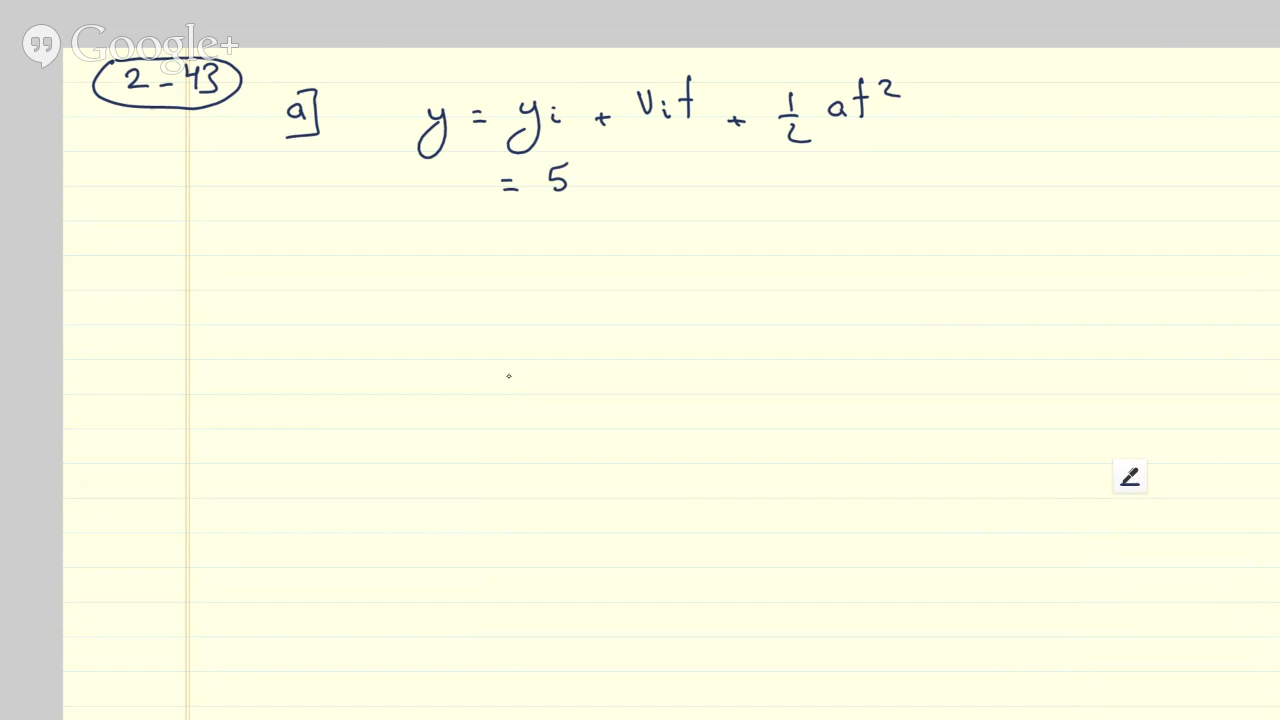 Google+
2-43
a] y = yi + vit + 1/2 at²
= 5